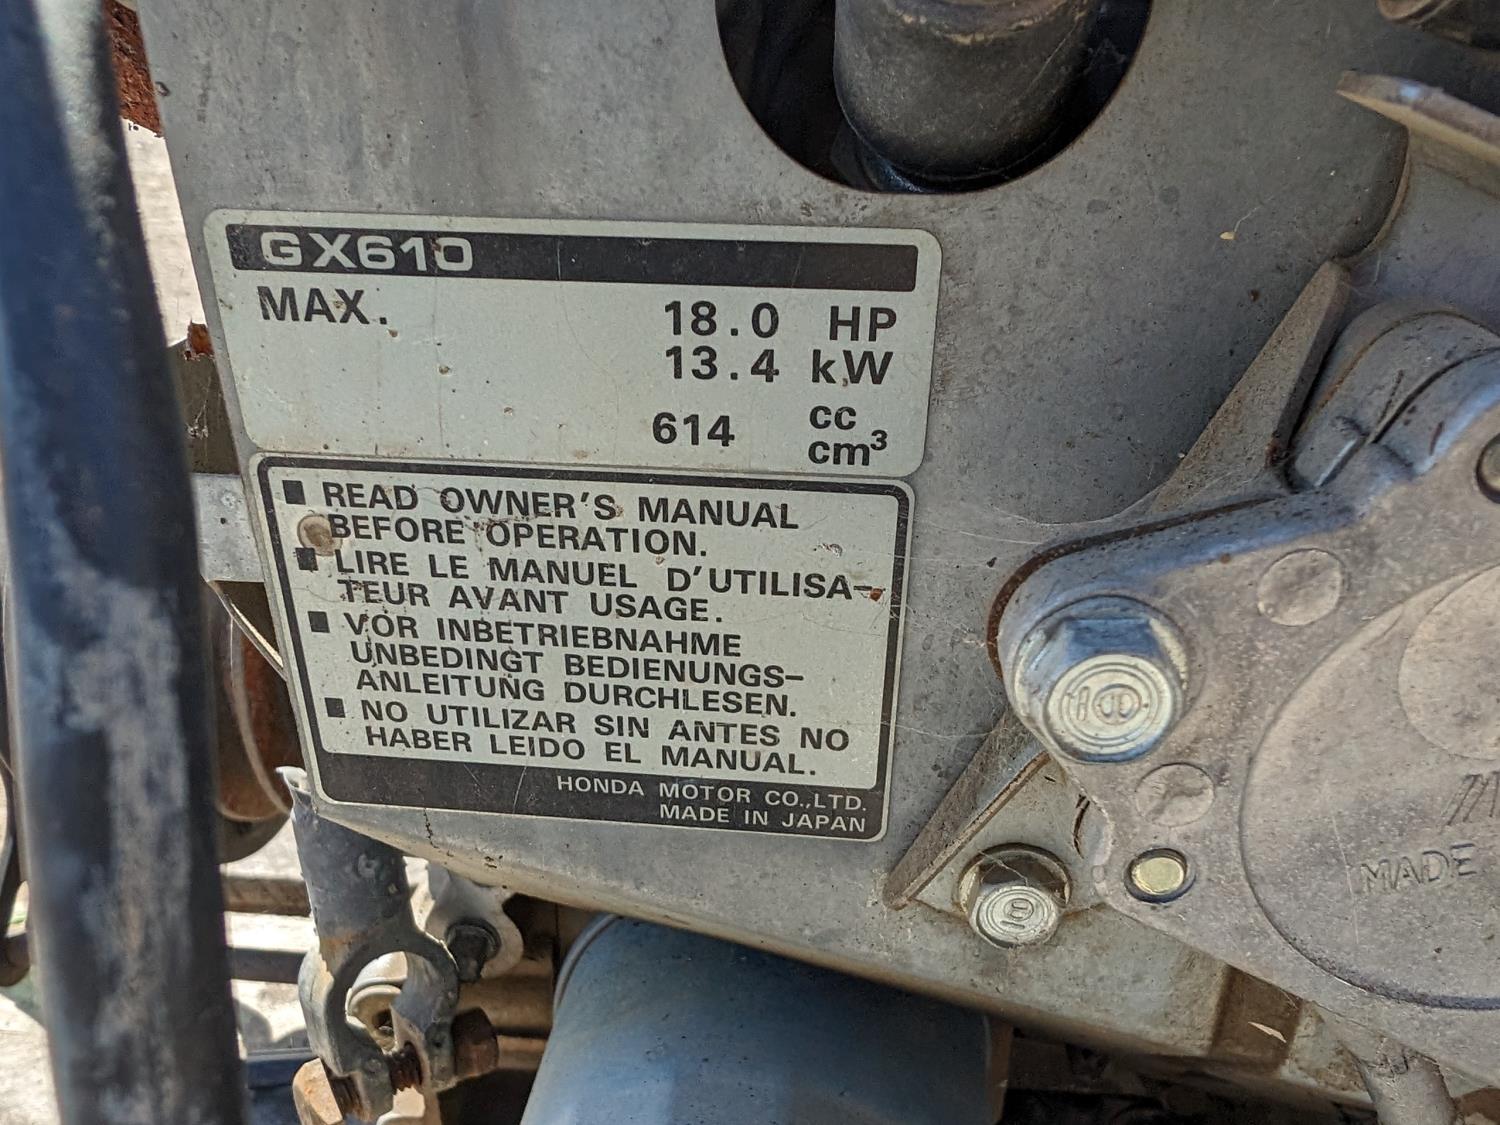 GX610
MAX. 18.0 HP
13.4 kW
614 cc
cm³
■ READ OWNER'S MANUAL
BEFORE OPERATION.
■ LIRE LE MANUEL D'UTILISA-
TEUR AVANT USAGE.
■ VOR INBETRIEBNAHME
UNBEDINGT BEDIENUNGS-
ANLEITUNG DURCHLESEN.
■ NO UTILIZAR SIN ANTES NO
HABER LEIDO EL MANUAL.
HONDA MOTOR CO.,LTD.
MADE IN JAPAN
MADE
8